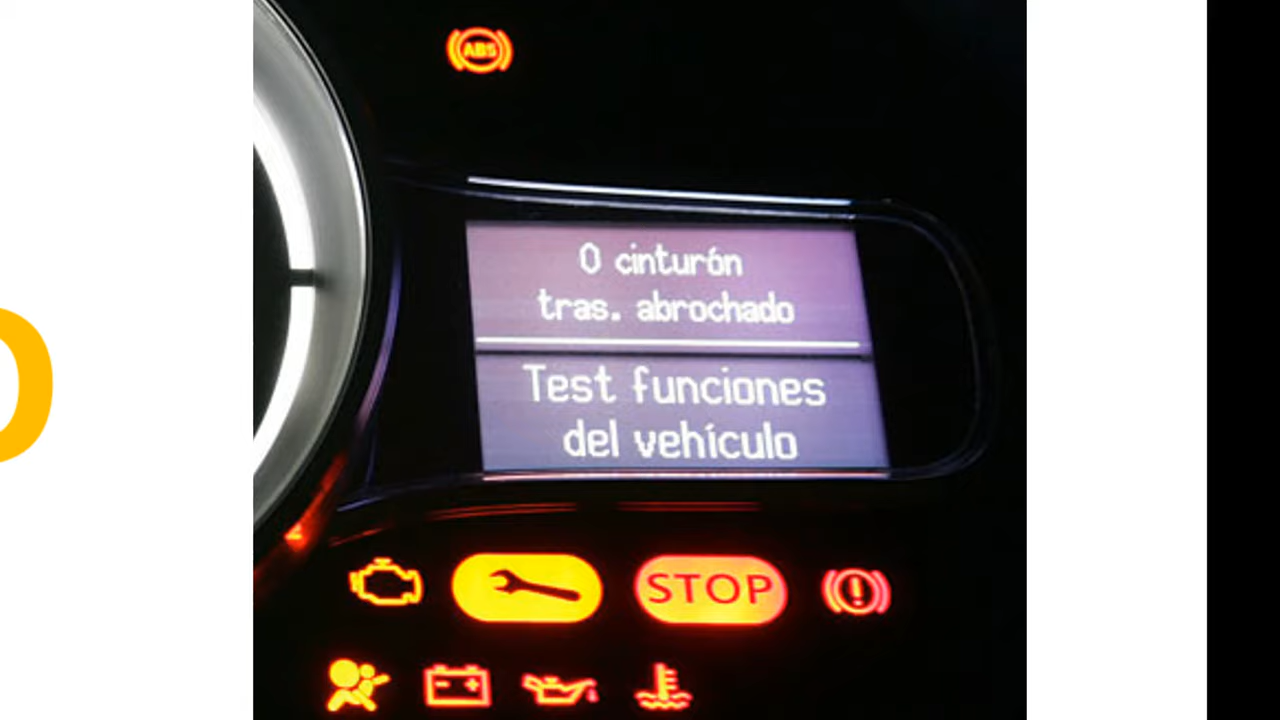 ABS
0 cinturón
tras. abrochado
Test funciones
del vehículo
STOP